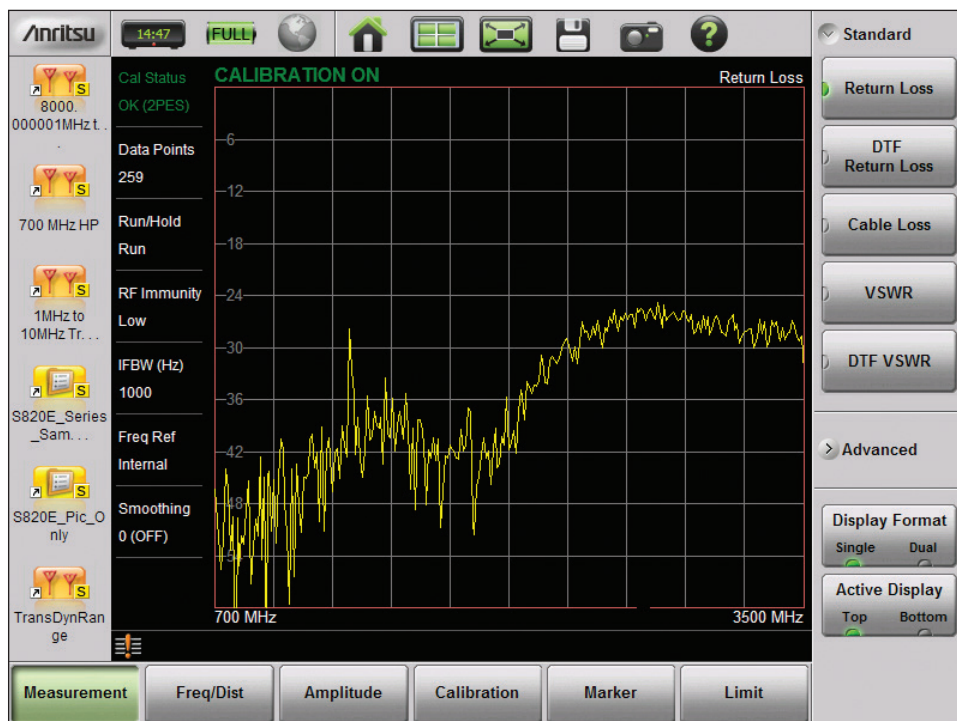 Anritsu
14:47
FULL
?
Standard
8000.
000001MHz t. .
.
700 MHz HP
1MHz to
10MHz Tr. . .
S820E_Series
_Sam. . .
S820E_Pic_O
nly
TransDynRan
ge
Cal Status
OK (2PES)
Data Points
259
Run/Hold
Run
RF Immunity
Low
IFBW (Hz)
1000
Freq Ref
Internal
Smoothing
0 (OFF)
CALIBRATION ON
Return Loss
-6
-12
-18
-24
-30
-36
-42
-48
-54
700 MHz
3500 MHz
Return Loss
DTF
Return Loss
Cable Loss
VSWR
DTF VSWR
Advanced
Display Format
Single Dual
Active Display
Top Bottom
Measurement
Freq/Dist
Amplitude
Calibration
Marker
Limit